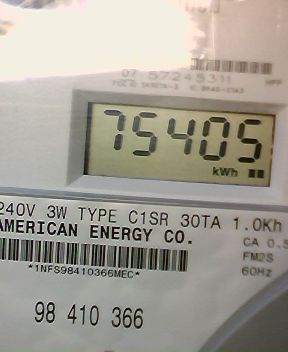 07 57245311
75405
kWh
240V 3W TYPE C1SR 30TA 1.0Kh
AMERICAN ENERGY CO.
CA 0.5
FM2S
60Hz
*1NFS98410366MEC*
98 410 366